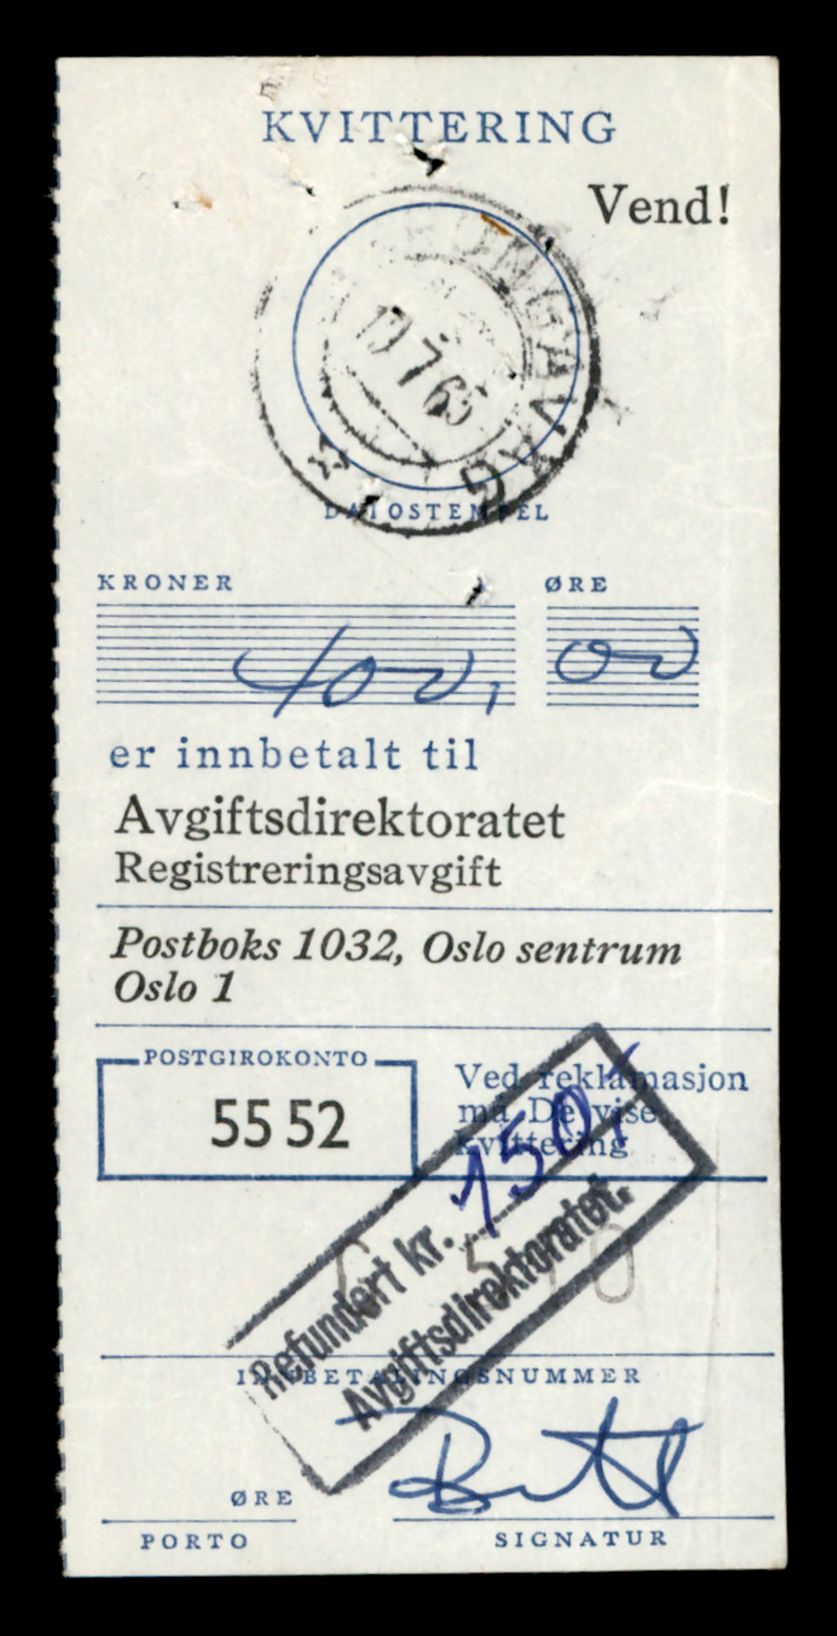 KVITTERING
Vend!
UNGAVÅG
DATOSTEMPEL
KRONER
ØRE
400,
00
er innbetalt til
Avgiftsdirektoratet
Registreringsavgift
Postboks 1032, Oslo sentrum
Oslo 1
POSTGIROKONTO
55 52
Ved reklamasjon
må De vise
kvittering
Refundert kr. 150,-
Avgiftsdirektoratet.
INNBETALINGSNUMMER
ØRE
PORTO
SIGNATUR